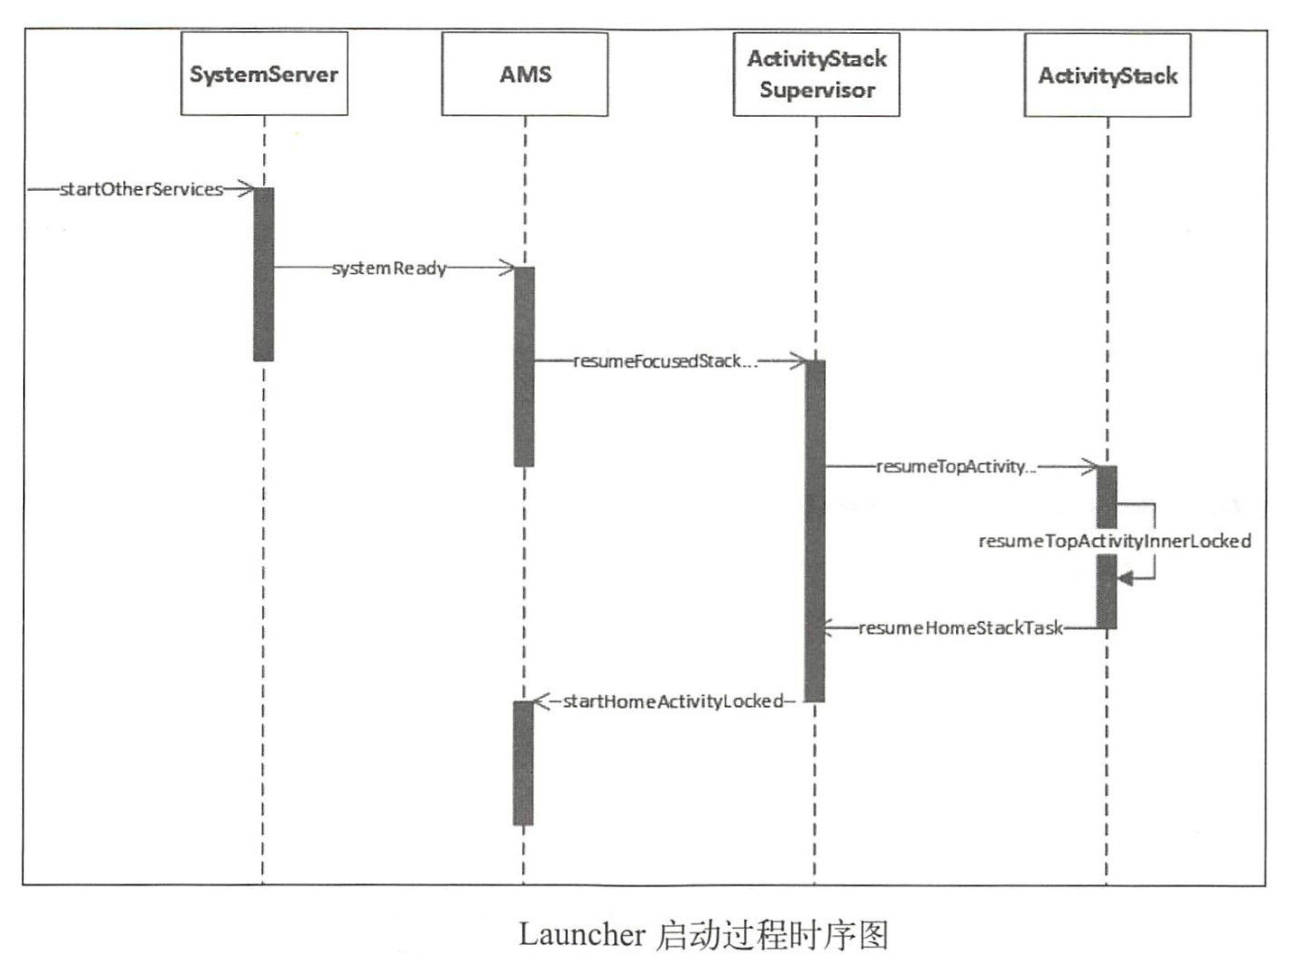 SystemServer
AMS
ActivityStack
Supervisor
ActivityStack
startOtherServices
systemReady
resumeFocusedStack...
resumeTopActivity...
resumeTopActivityInnerLocked
resumeHomeStackTask
startHomeActivityLocked
Launcher 启动过程时序图